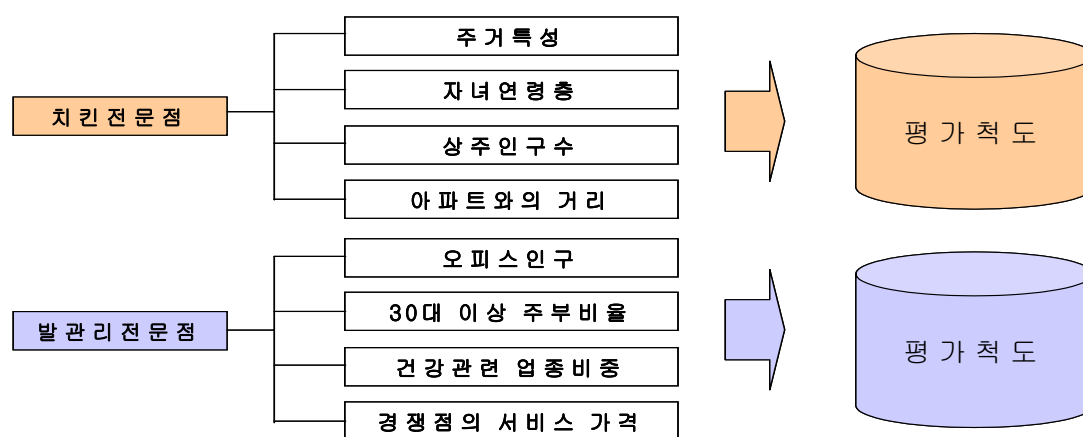 치킨전문점
주거특성
자녀연령층
상주인구수
아파트와의 거리
평가척도
발관리전문점
오피스인구
30대 이상 주부비율
건강관련 업종비중
경쟁점의 서비스 가격
평가척도